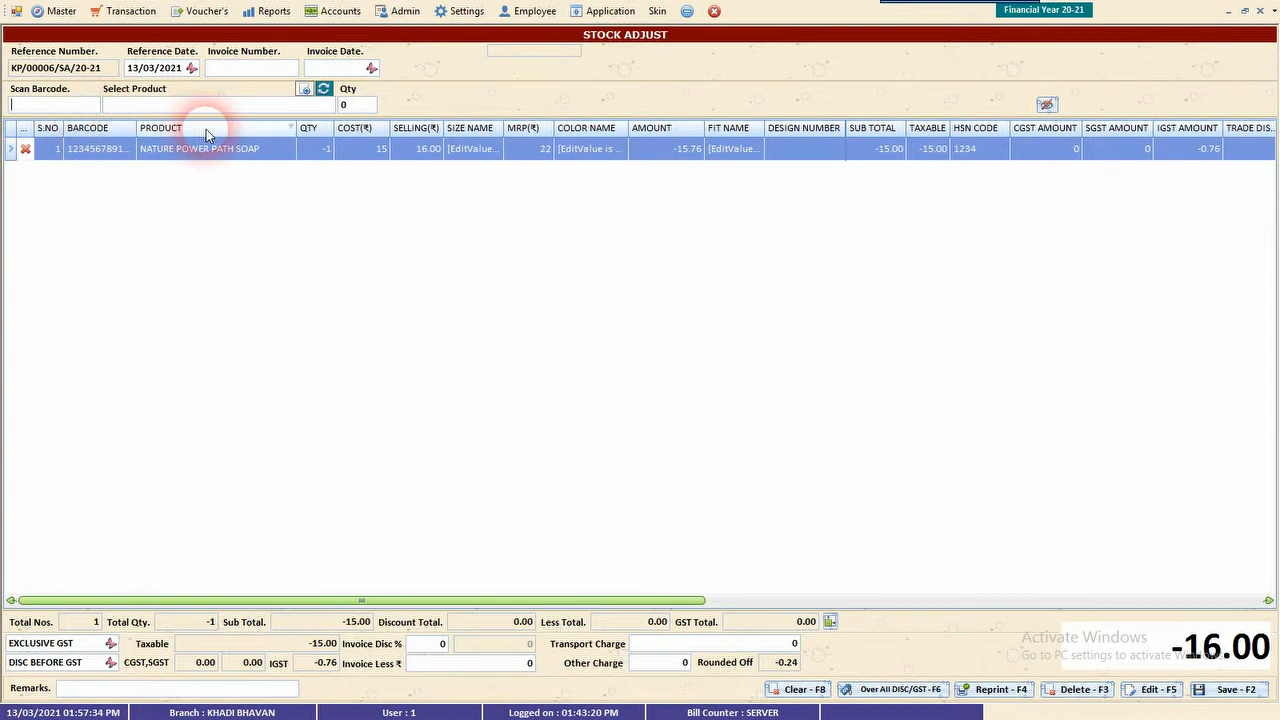 Master Transaction Voucher's Reports Accounts Admin Settings Employee Application Skin Financial Year 20-21
STOCK ADJUST
Reference Number. Reference Date. Invoice Number. Invoice Date.
KP/00006/SA/20-21 13/03/2021
Scan Barcode. Select Product Qty
0
... S.NO BARCODE PRODUCT QTY COST(₹) SELLING(₹) SIZE NAME MRP(₹) COLOR NAME AMOUNT FIT NAME DESIGN NUMBER SUB TOTAL TAXABLE HSN CODE CGST AMOUNT SGST AMOUNT IGST AMOUNT TRADE DIS...
1 1234567891... NATURE POWER PATH SOAP -1 15 16.00 [EditValue... 22 [EditValue is ... -15.76 [EditValue... -15.00 -15.00 1234 0 0 -0.76
Total Nos. 1 Total Qty. -1 Sub Total. -15.00 Discount Total. 0.00 Less Total. 0.00 GST Total. 0.00
EXCLUSIVE GST Taxable -15.00 Invoice Disc % 0 0 Transport Charge 0
DISC BEFORE GST CGST,SGST 0.00 0.00 IGST -0.76 Invoice Less ₹ 0 Other Charge 0 Rounded Off -0.24
-16.00
Activate Windows
Go to PC settings to activate Windows.
Remarks. Clear - F8 Over All DISC/GST - F6 Reprint - F4 Delete - F3 Edit - F5 Save - F2
13/03/2021 01:57:34 PM Branch : KHADI BHAVAN User : 1 Logged on : 01:43:20 PM Bill Counter : SERVER